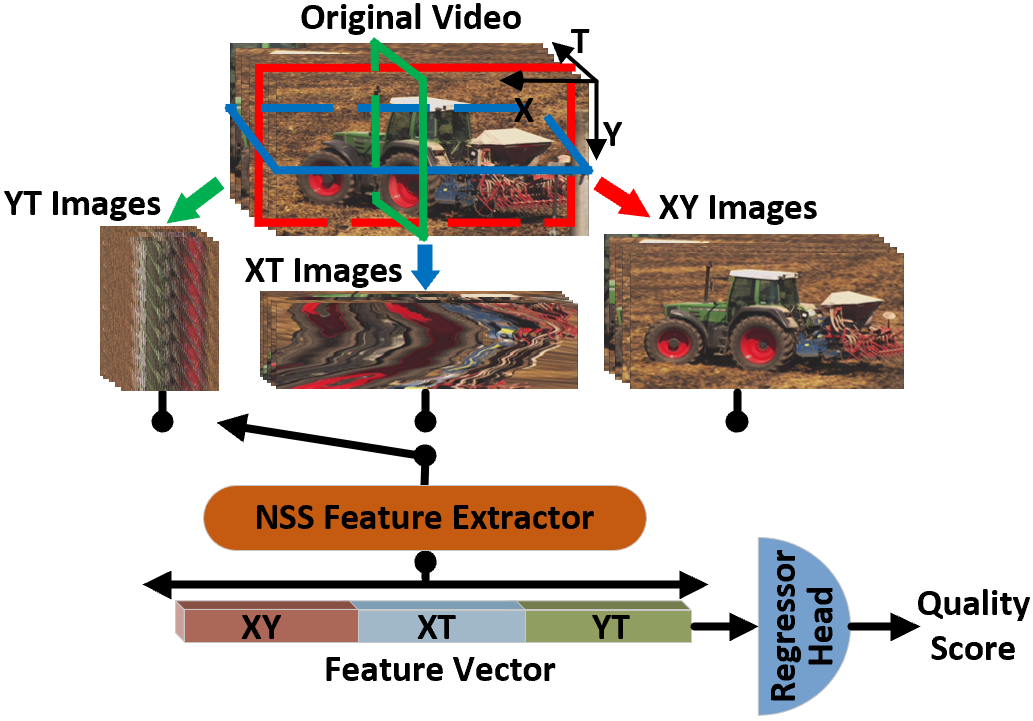 Original Video
T
X
Y
YT Images
XY Images
XT Images
NSS Feature Extractor
XY
XT
YT
Feature Vector
Regressor
Head
Quality
Score